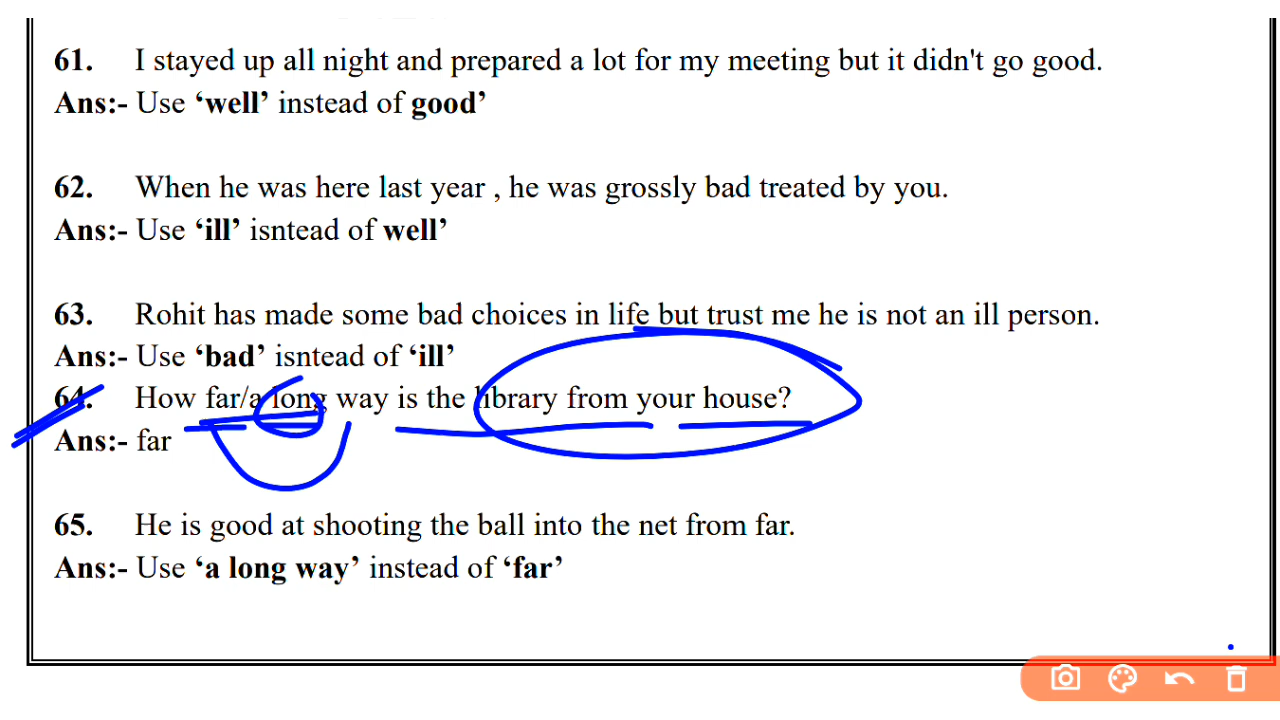 61. I stayed up all night and prepared a lot for my meeting but it didn't go good.
Ans:- Use ‘well’ instead of good’
62. When he was here last year , he was grossly bad treated by you.
Ans:- Use ‘ill’ isntead of well’
63. Rohit has made some bad choices in life but trust me he is not an ill person.
Ans:- Use ‘bad’ isntead of ‘ill’
64. How far/a long way is the library from your house?
Ans:- far
65. He is good at shooting the ball into the net from far.
Ans:- Use ‘a long way’ instead of ‘far’